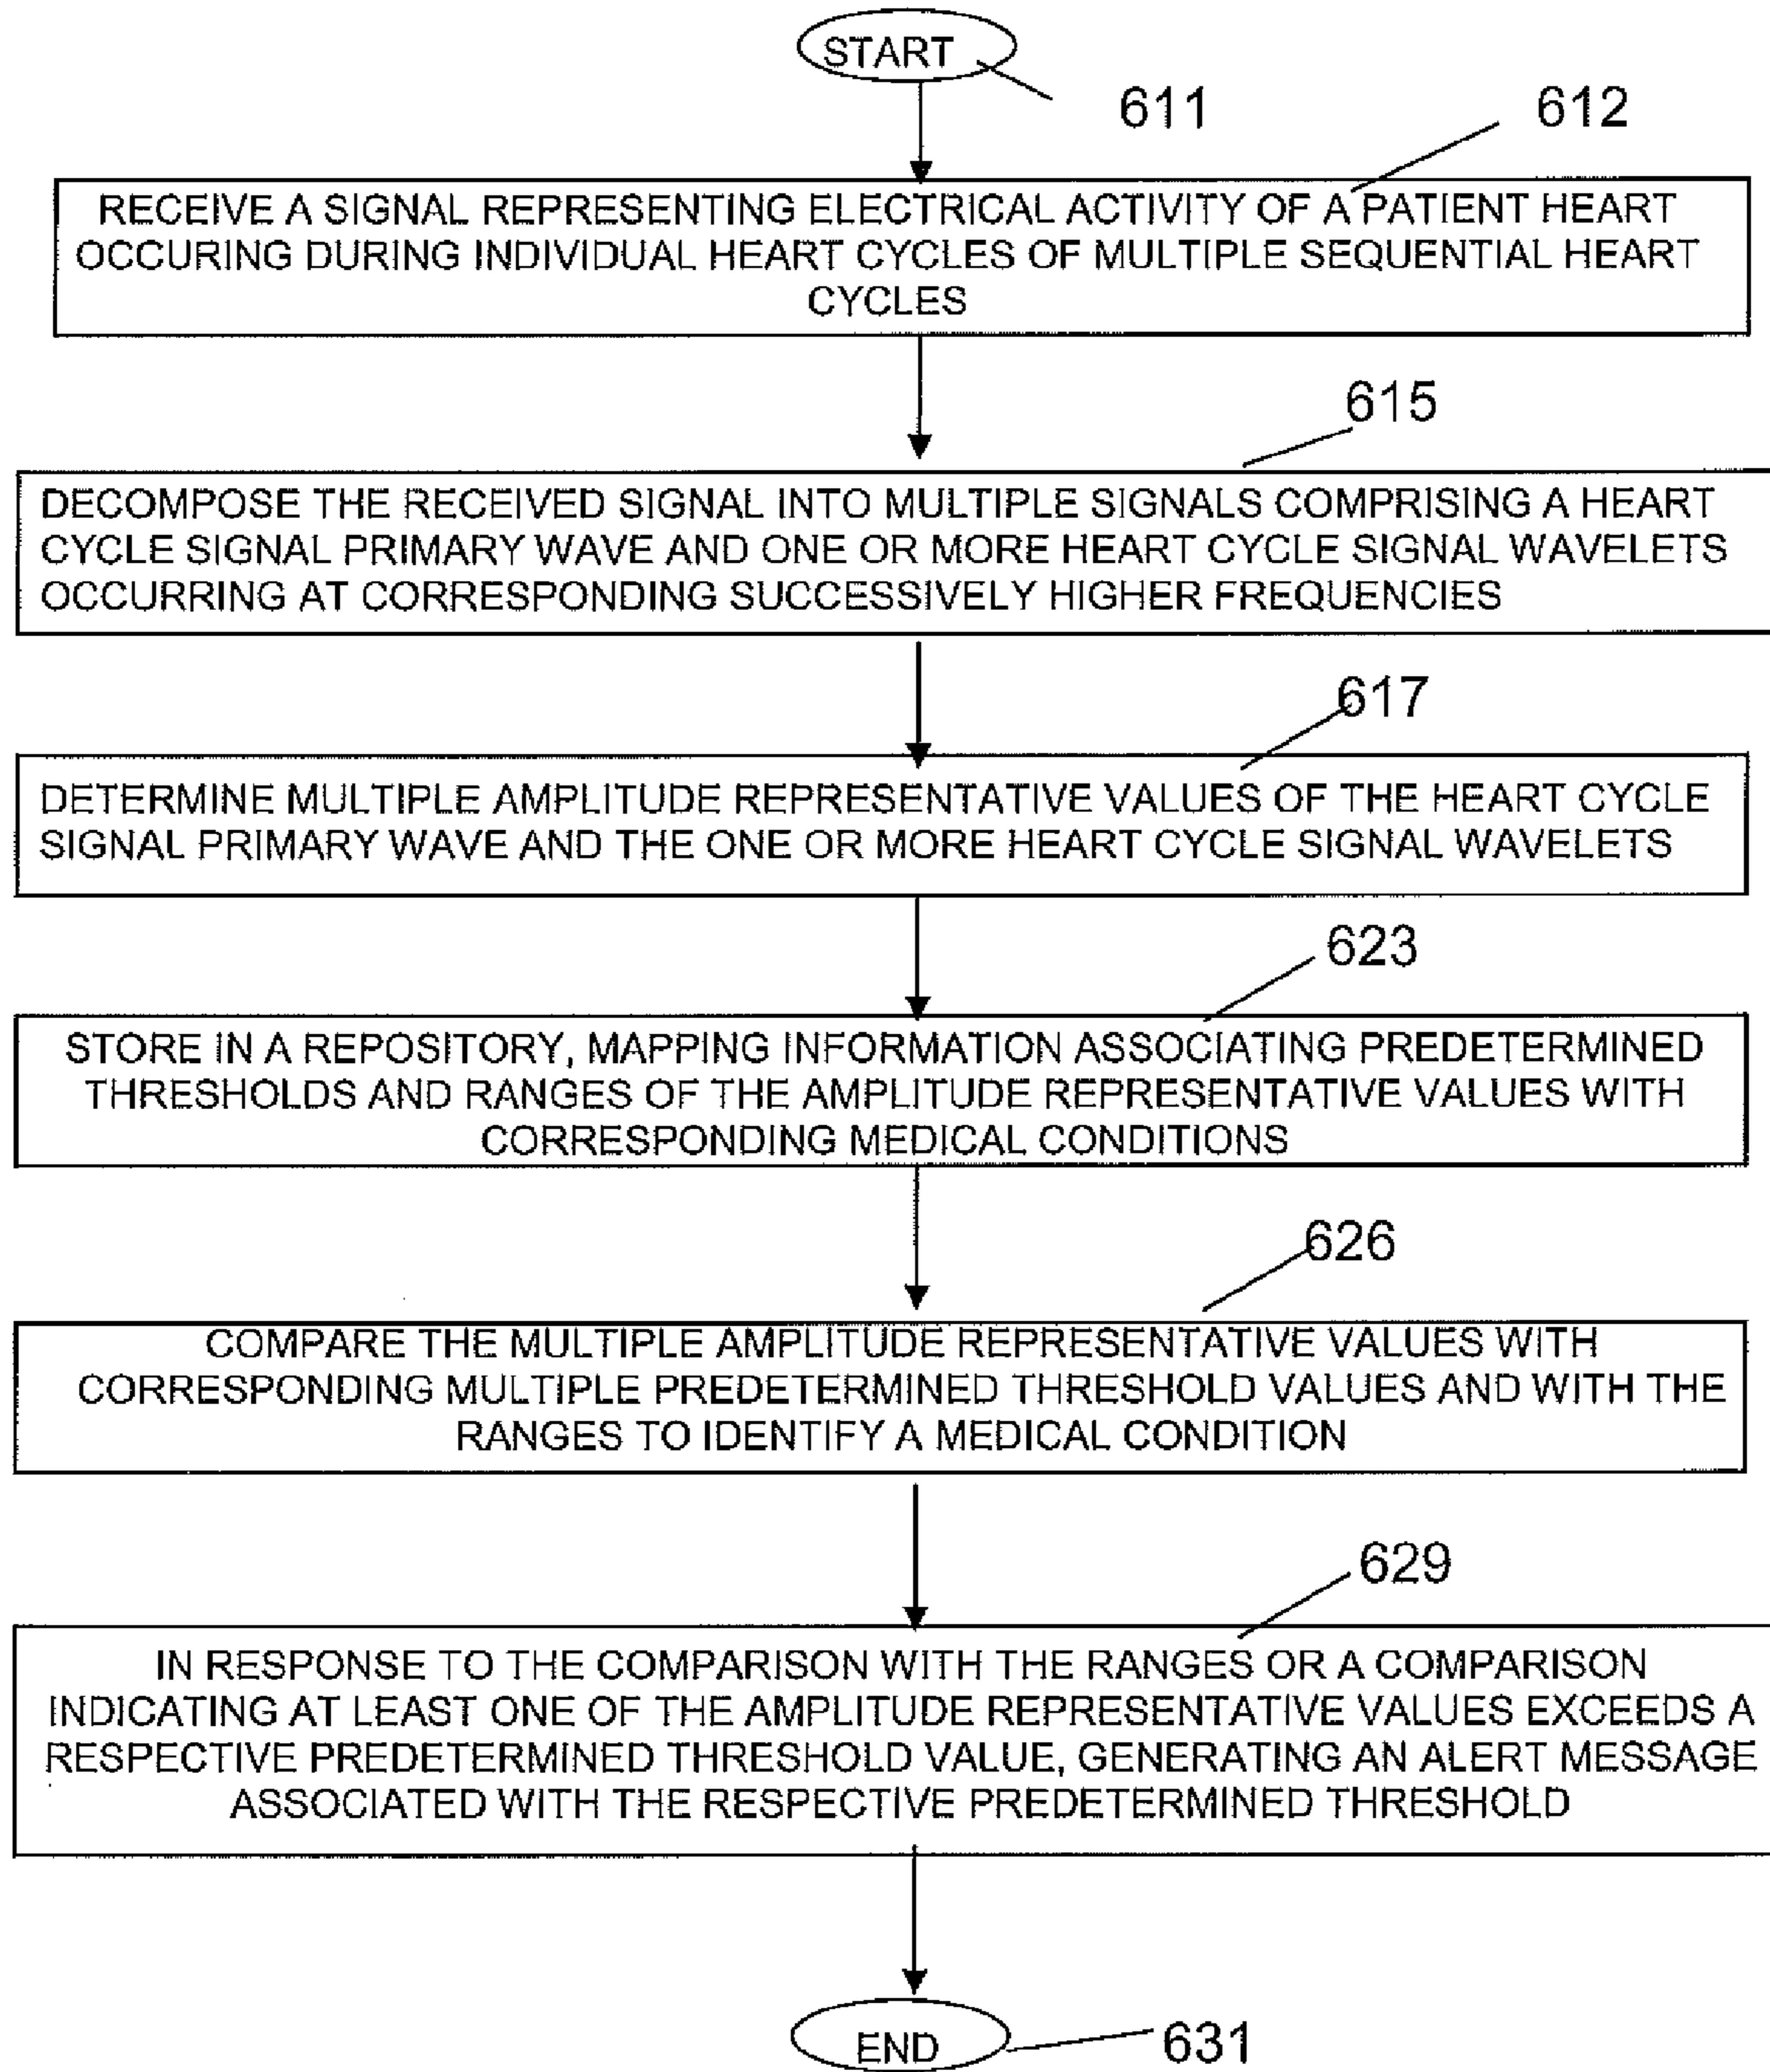 START
611
612
RECEIVE A SIGNAL REPRESENTING ELECTRICAL ACTIVITY OF A PATIENT HEART
OCCURING DURING INDIVIDUAL HEART CYCLES OF MULTIPLE SEQUENTIAL HEART
CYCLES
615
DECOMPOSE THE RECEIVED SIGNAL INTO MULTIPLE SIGNALS COMPRISING A HEART
CYCLE SIGNAL PRIMARY WAVE AND ONE OR MORE HEART CYCLE SIGNAL WAVELETS
OCCURRING AT CORRESPONDING SUCCESSIVELY HIGHER FREQUENCIES
617
DETERMINE MULTIPLE AMPLITUDE REPRESENTATIVE VALUES OF THE HEART CYCLE
SIGNAL PRIMARY WAVE AND THE ONE OR MORE HEART CYCLE SIGNAL WAVELETS
623
STORE IN A REPOSITORY, MAPPING INFORMATION ASSOCIATING PREDETERMINED
THRESHOLDS AND RANGES OF THE AMPLITUDE REPRESENTATIVE VALUES WITH
CORRESPONDING MEDICAL CONDITIONS
626
COMPARE THE MULTIPLE AMPLITUDE REPRESENTATIVE VALUES WITH
CORRESPONDING MULTIPLE PREDETERMINED THRESHOLD VALUES AND WITH THE
RANGES TO IDENTIFY A MEDICAL CONDITION
629
IN RESPONSE TO THE COMPARISON WITH THE RANGES OR A COMPARISON
INDICATING AT LEAST ONE OF THE AMPLITUDE REPRESENTATIVE VALUES EXCEEDS A
RESPECTIVE PREDETERMINED THRESHOLD VALUE, GENERATING AN ALERT MESSAGE
ASSOCIATED WITH THE RESPECTIVE PREDETERMINED THRESHOLD
END
631